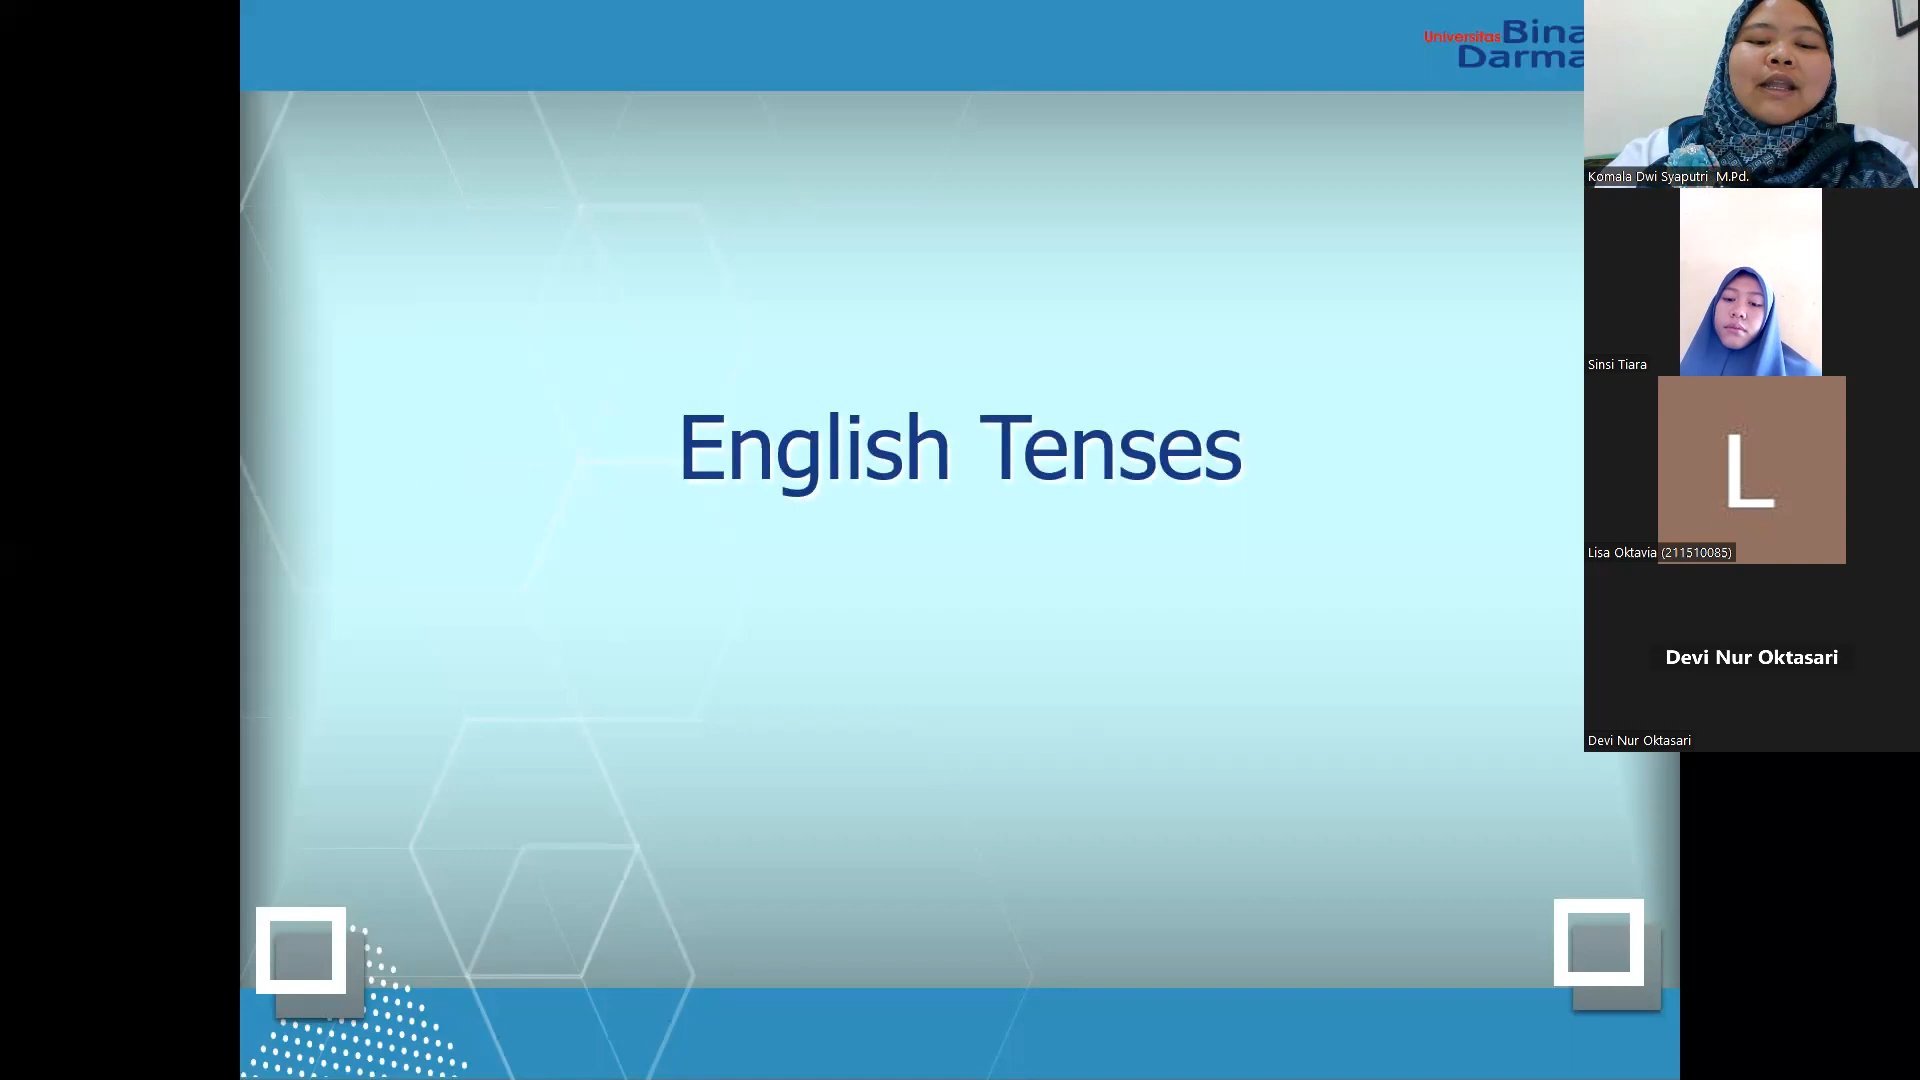 Universitas Bina
Darma
English Tenses
Komala Dwi Syaputri M.Pd.
Sinsi Tiara
L
Lisa Oktavia (211510085)
Devi Nur Oktasari
Devi Nur Oktasari